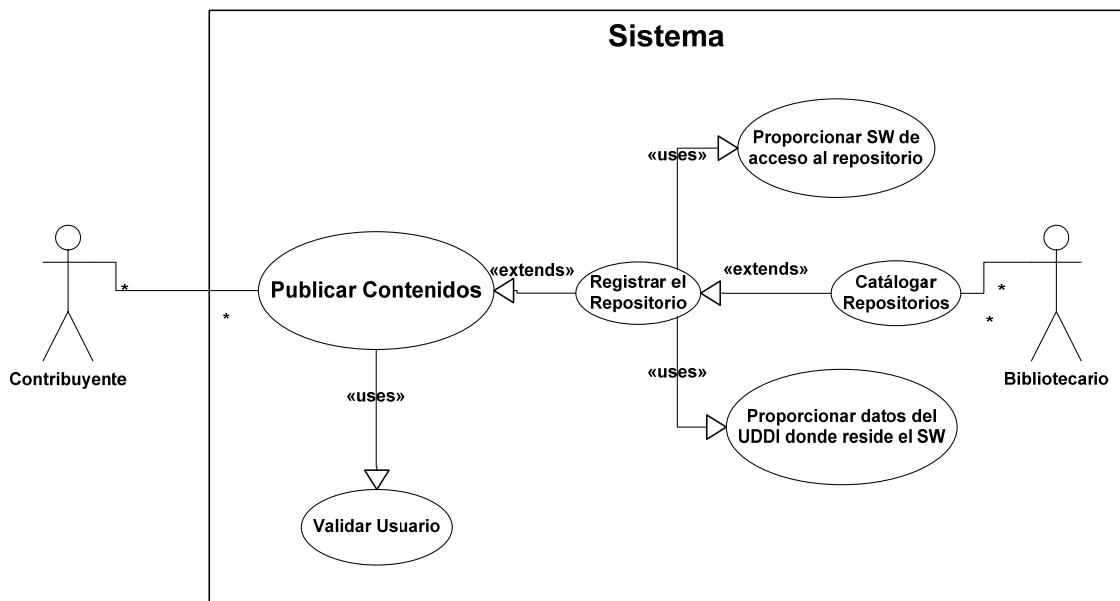 Sistema
Proporcionar SW de
acceso al repositorio
«uses»
«extends»
«extends»
Publicar Contenidos
Registrar el
Repositorio
Catálogar
Repositorios
*
*
*
*
Contribuyente
Bibliotecario
«uses»
«uses»
Proporcionar datos del
UDDI donde reside el SW
Validar Usuario